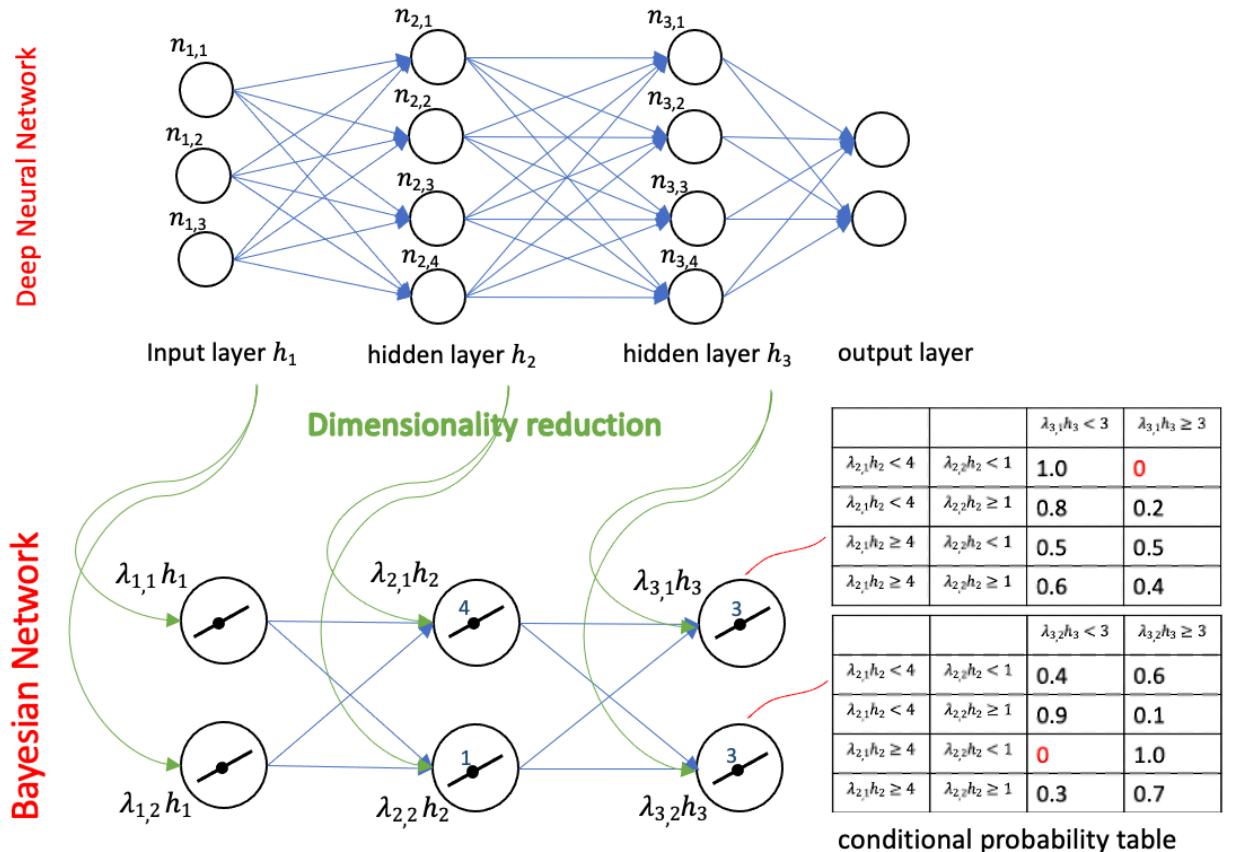 Deep Neural Network
n1,1
n1,2
n1,3
n2,1
n2,2
n2,3
n2,4
n3,1
n3,2
n3,3
n3,4
Input layer h1
hidden layer h2
hidden layer h3
output layer
Dimensionality reduction
Bayesian Network
λ1,1 h1
λ2,1h2
λ3,1h3
4
3
1
3
λ1,2 h1
λ2,2 h2
λ3,2h3
λ3,1h3 < 3 λ3,1h3 ≥ 3
λ2,1h2 < 4 λ2,2h2 < 1 1.0 0
λ2,1h2 < 4 λ2,2h2 ≥ 1 0.8 0.2
λ2,1h2 ≥ 4 λ2,2h2 < 1 0.5 0.5
λ2,1h2 ≥ 4 λ2,2h2 ≥ 1 0.6 0.4
λ3,2h3 < 3 λ3,2h3 ≥ 3
λ2,1h2 < 4 λ2,2h2 < 1 0.4 0.6
λ2,1h2 < 4 λ2,2h2 ≥ 1 0.9 0.1
λ2,1h2 ≥ 4 λ2,2h2 < 1 0 1.0
λ2,1h2 ≥ 4 λ2,2h2 ≥ 1 0.3 0.7
conditional probability table